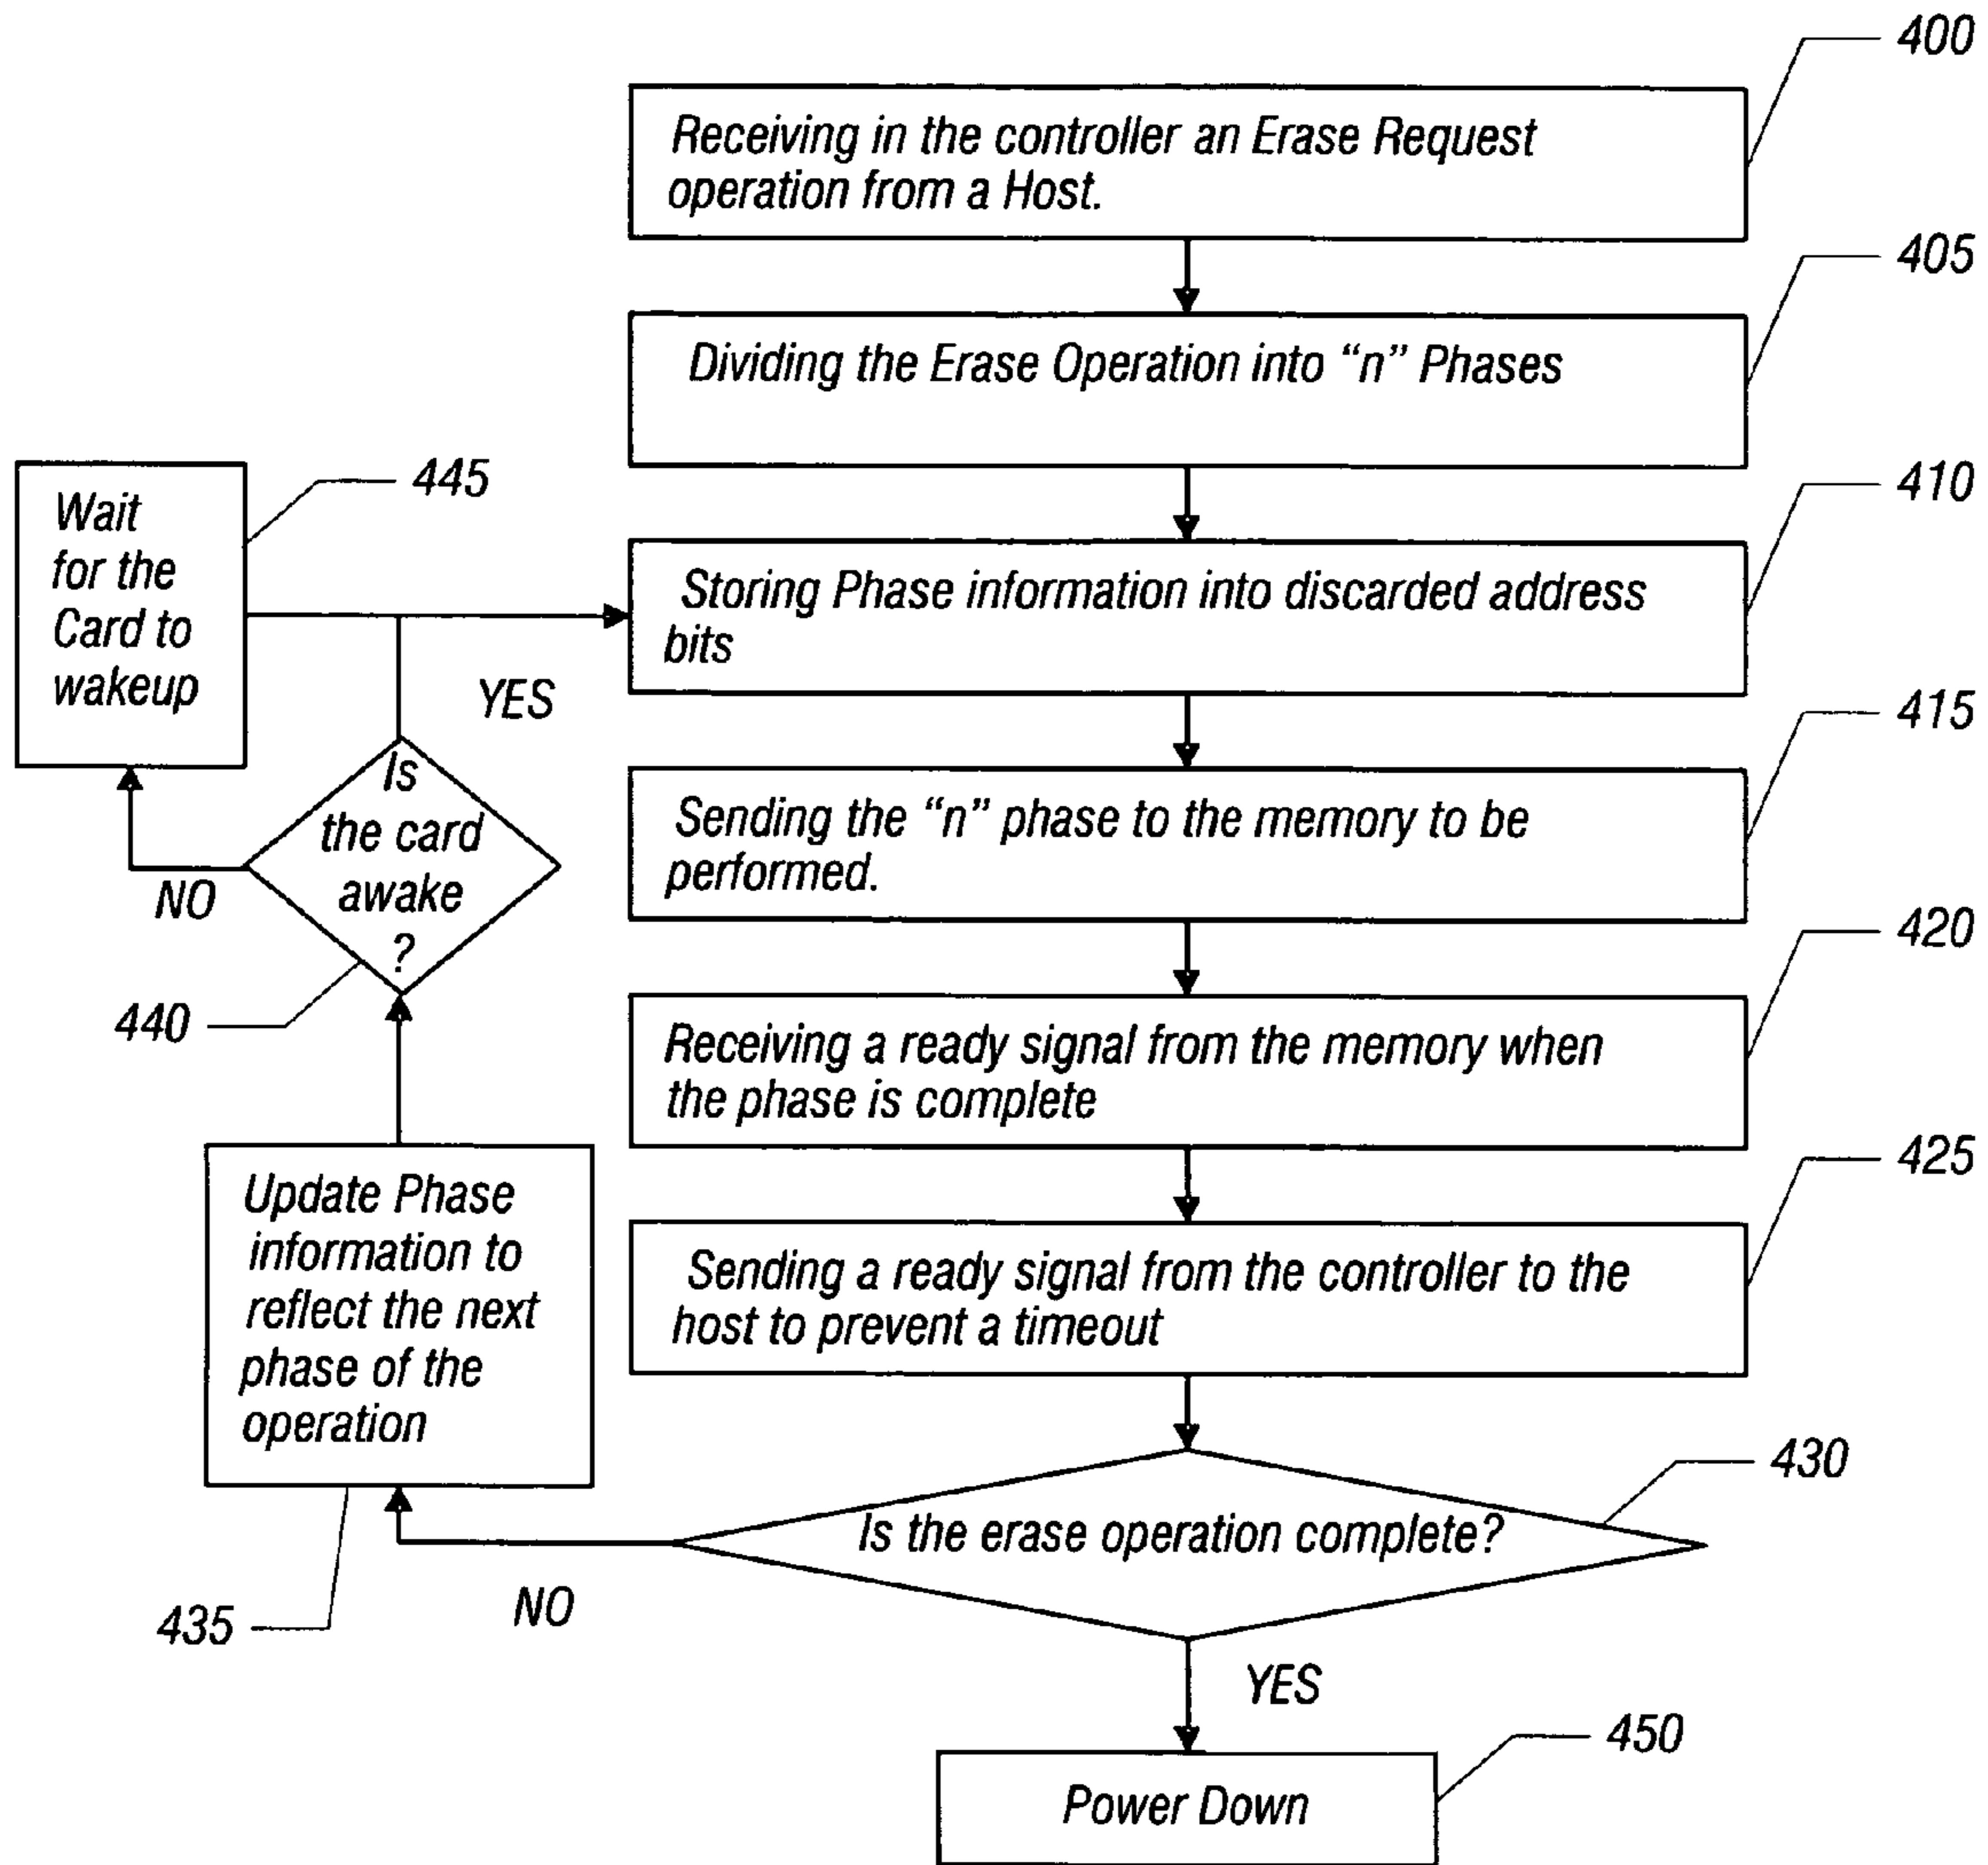 400
Receiving in the controller an Erase Request
operation from a Host.
405
Dividing the Erase Operation into “n” Phases
410
Storing Phase information into discarded address
bits
415
Sending the “n” phase to the memory to be
performed.
420
Receiving a ready signal from the memory when
the phase is complete
425
Sending a ready signal from the controller to the
host to prevent a timeout
430
Is the erase operation complete?
NO
YES
435
Update Phase
information to
reflect the next
phase of the
operation
440
Is
the card
awake
?
NO
YES
445
Wait
for the
Card to
wakeup
450
Power Down